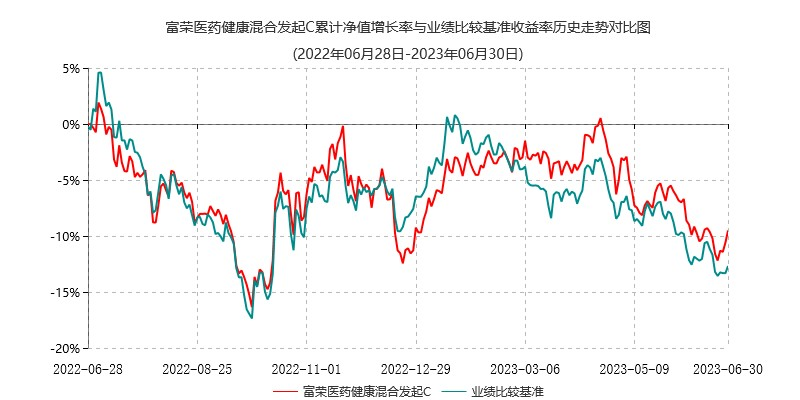 富荣医药健康混合发起C累计净值增长率与业绩比较基准收益率历史走势对比图
(2022年06月28日-2023年06月30日)
5%
0%
-5%
-10%
-15%
-20%
2022-06-28 2022-08-25 2022-11-01 2022-12-29 2023-03-06 2023-05-09 2023-06-30
富荣医药健康混合发起C 业绩比较基准